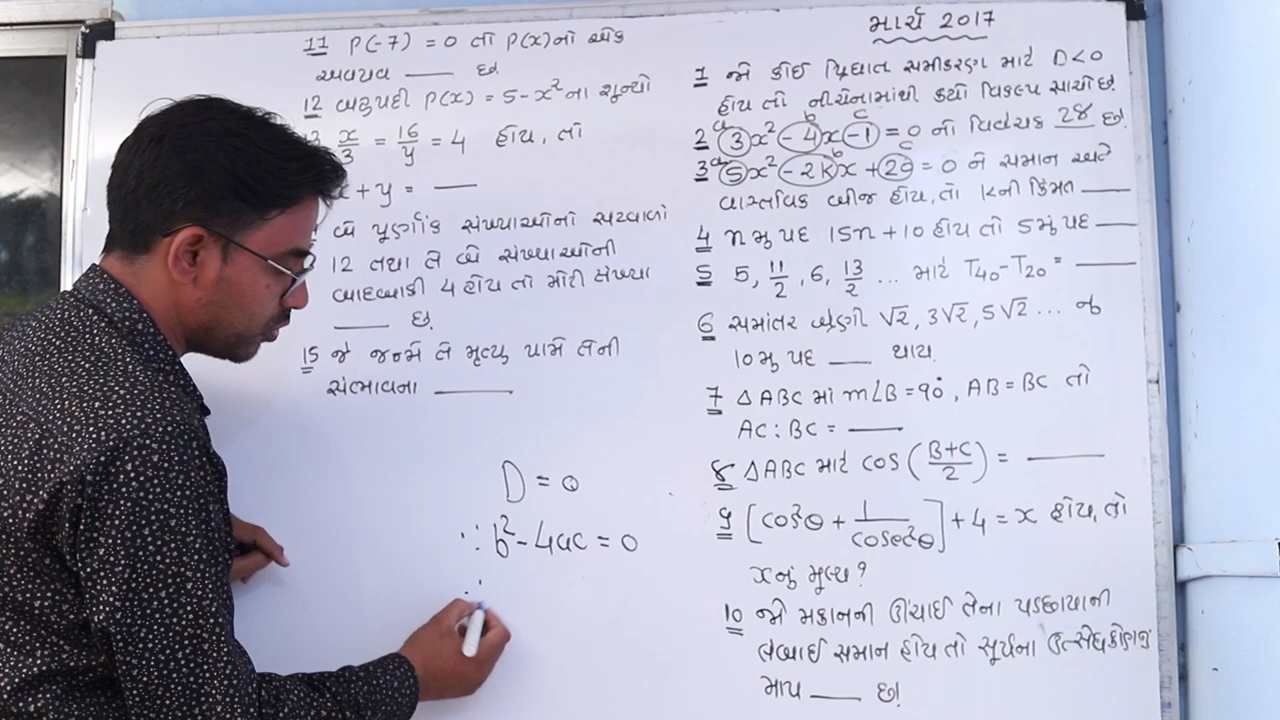 માર્ચ 2017
1 જો કોઈ દ્વિઘાત સમીકરણ માટે D<0
હોય તો નીચેનામાંથી કયો વિકલ્પ સાચો છે.
2 3x² - 4x - 1 = 0 નો વિવેચક 28 છે.
a b c
3 5x² - 2kx + 20 = 0 ને સમાન અને
a b c
વાસ્તવિક બીજ હોય, તો kની કિંમત ___
4 n મુ પદ 15n + 10 હોય તો 5મું પદ ___
5 5, 11/2, 6, 13/2 ... માટે T₄₀ - T₂₀ = ___
6 સમાંતર શ્રેણી √2, 3√2, 5√2 ... નું
10મુ પદ ___ થાય.
7 △ABC માં m∠B = 90°, AB = BC તો
AC : BC = ___
8 △ABC માટે cos (B+C/2) = ___
9 [cos²θ + 1/cosec²θ] + 4 = x હોય, તો
xનું મૂલ્ય?
10 જો મકાનની ઊંચાઈ તેના પડછાયાની
લંબાઈ સમાન હોય તો સૂર્યના ઉત્સેધકોણનું
માપ ___ છે!
11 P(-7) = 0 તો P(x)નો એક
અવયવ ___ છે.
12 બહુપદી P(x) = 5 - x² ના શૂન્યો
x/3 = 16/y = 4 હોય, તો
x + y = ___
બે પૂર્ણાંક સંખ્યાઓનો સરવાળો
12 તથા તે બે સંખ્યાઓની
બાદબાકી 4 હોય તો મોટી સંખ્યા
___ છે.
15 જે જન્મે તે મૃત્યુ પામે તેની
સંભાવના ___
D = 0
∴ b² - 4ac = 0